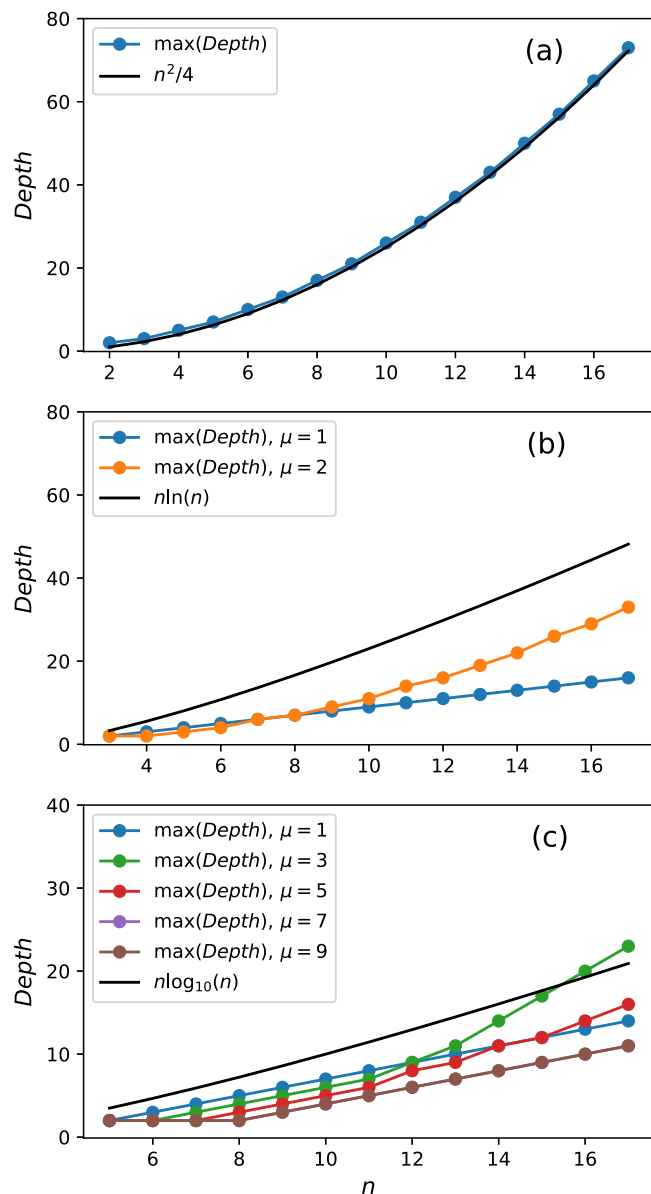 80
60
40
20
0
Depth
max(Depth)
n²/4
(a)
2 4 6 8 10 12 14 16
80
60
40
20
0
Depth
max(Depth), μ = 1
max(Depth), μ = 2
nln(n)
(b)
4 6 8 10 12 14 16
40
30
20
10
0
Depth
max(Depth), μ = 1
max(Depth), μ = 3
max(Depth), μ = 5
max(Depth), μ = 7
max(Depth), μ = 9
nlog₁₀(n)
(c)
6 8 10 12 14 16
n